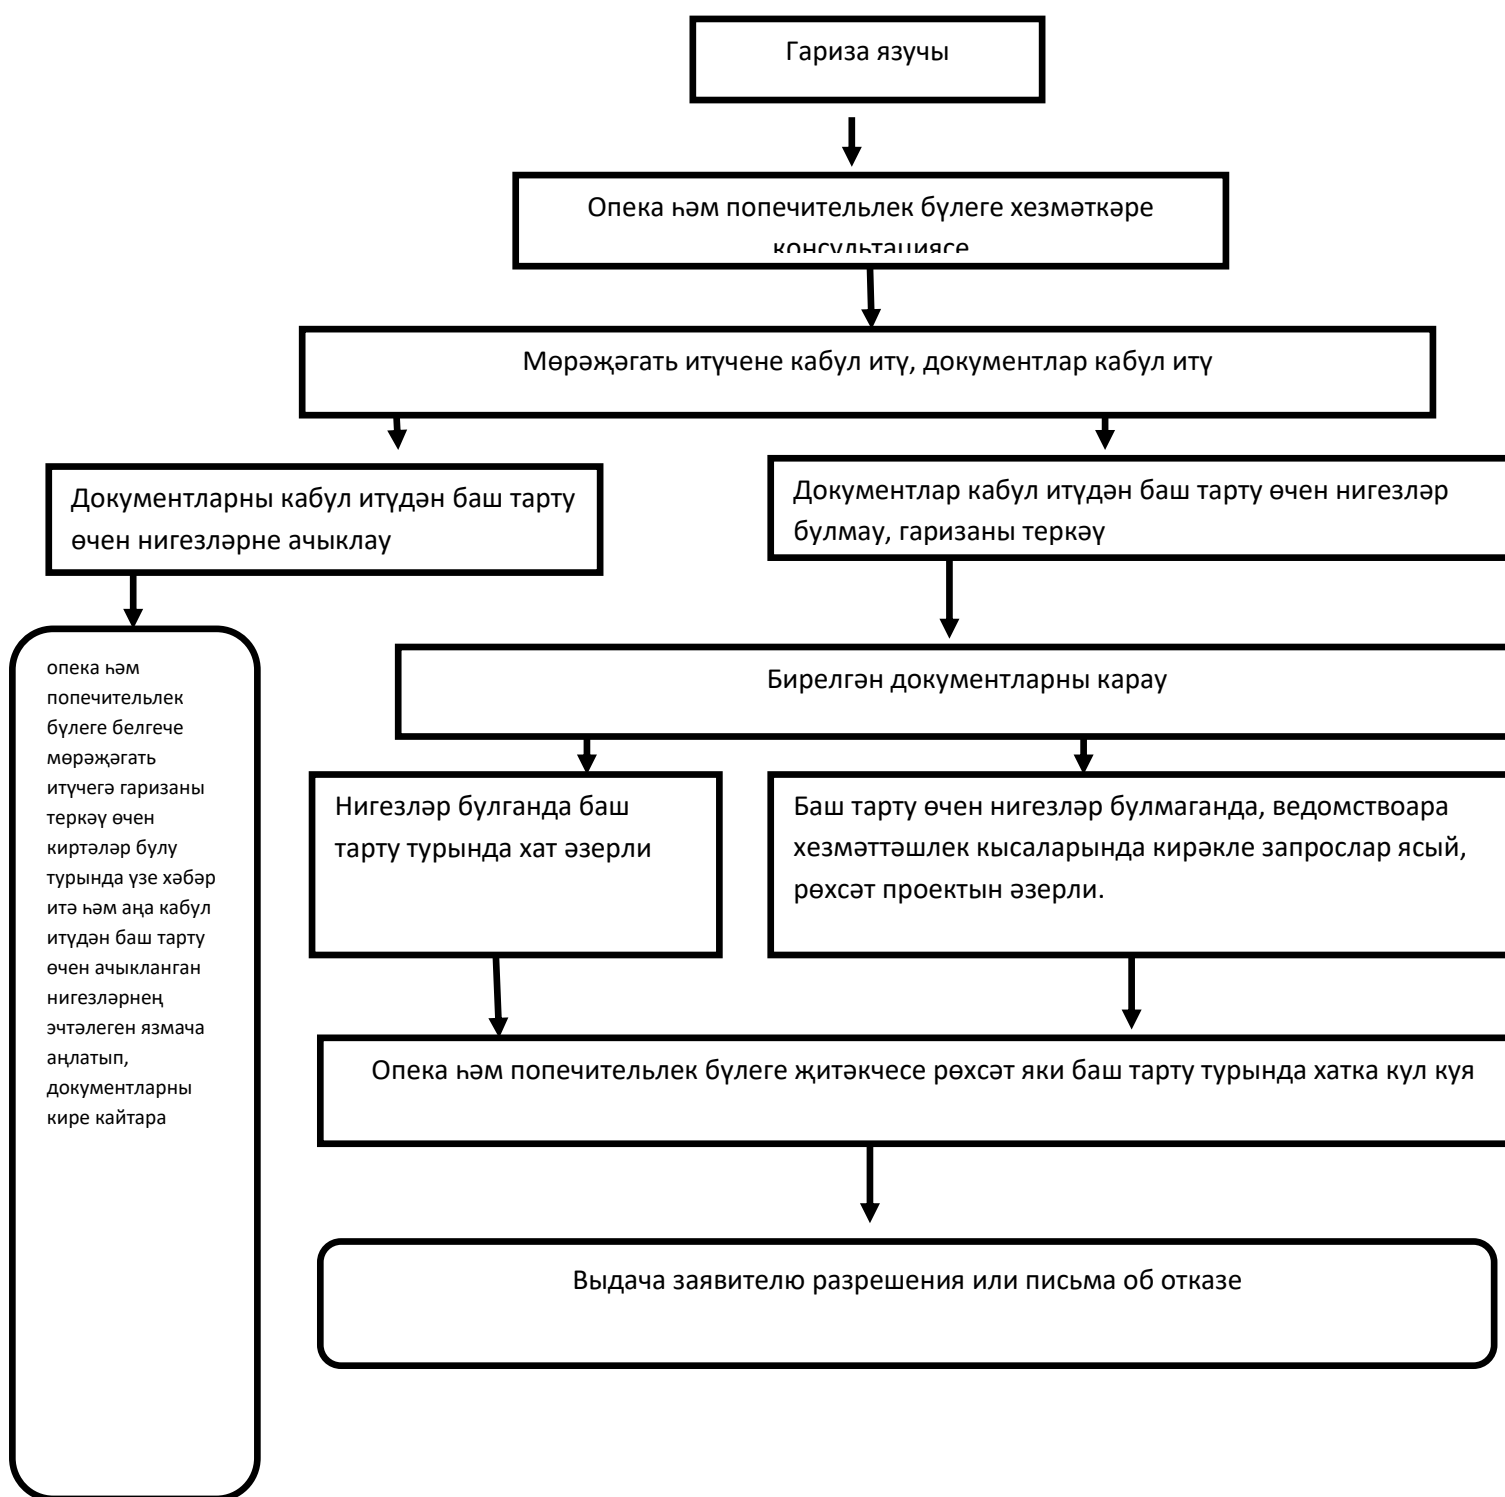 Гариза язучы
Опека һәм попечительлек бүлеге хезмәткәре
консультациясе
Мөрәҗәгать итүчене кабул итү, документлар кабул итү
Документларны кабул итүдән баш тарту
өчен нигезләрне ачыклау
Документлар кабул итүдән баш тарту өчен нигезләр
булмау, гаризаны теркәү
опека һәм
попечительлек
бүлеге белгече
мөрәҗәгать
итүчегә гаризаны
теркәү өчен
киртәләр булу
турында үзе хәбәр
итә һәм аңа кабул
итүдән баш тарту
өчен ачыкланган
нигезләрнең
эчтәлеген язмача
аңлатып,
документларны
кире кайтара
Бирелгән документларны карау
Нигезләр булганда баш
тарту турында хат әзерли
Баш тарту өчен нигезләр булмаганда, ведомствоара
хезмәттәшлек кысаларында кирәкле запрослар ясый,
рөхсәт проектын әзерли.
Опека һәм попечительлек бүлеге җитәкчесе рөхсәт яки баш тарту турында хатка кул куя
Выдача заявителю разрешения или письма об отказе